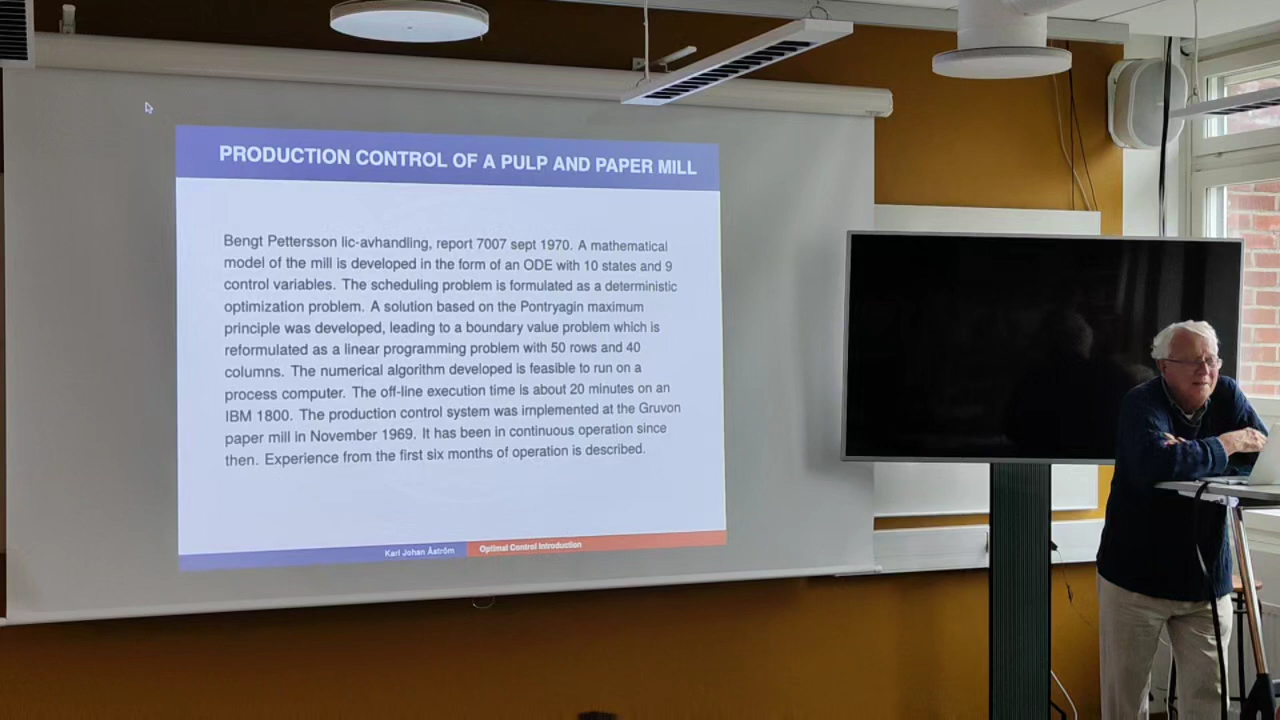 PRODUCTION CONTROL OF A PULP AND PAPER MILL
Bengt Pettersson lic-avhandling, report 7007 sept 1970. A mathematical
model of the mill is developed in the form of an ODE with 10 states and 9
control variables. The scheduling problem is formulated as a deterministic
optimization problem. A solution based on the Pontryagin maximum
principle was developed, leading to a boundary value problem which is
reformulated as a linear programming problem with 50 rows and 40
columns. The numerical algorithm developed is feasible to run on a
process computer. The off-line execution time is about 20 minutes on an
IBM 1800. The production control system was irnplemented at the Gruvon
paper mill in November 1969. It has been in continuous operation since
then. Experience from the first six months of operation is described.
Karl Johan Åström
Optimal Control Introduction